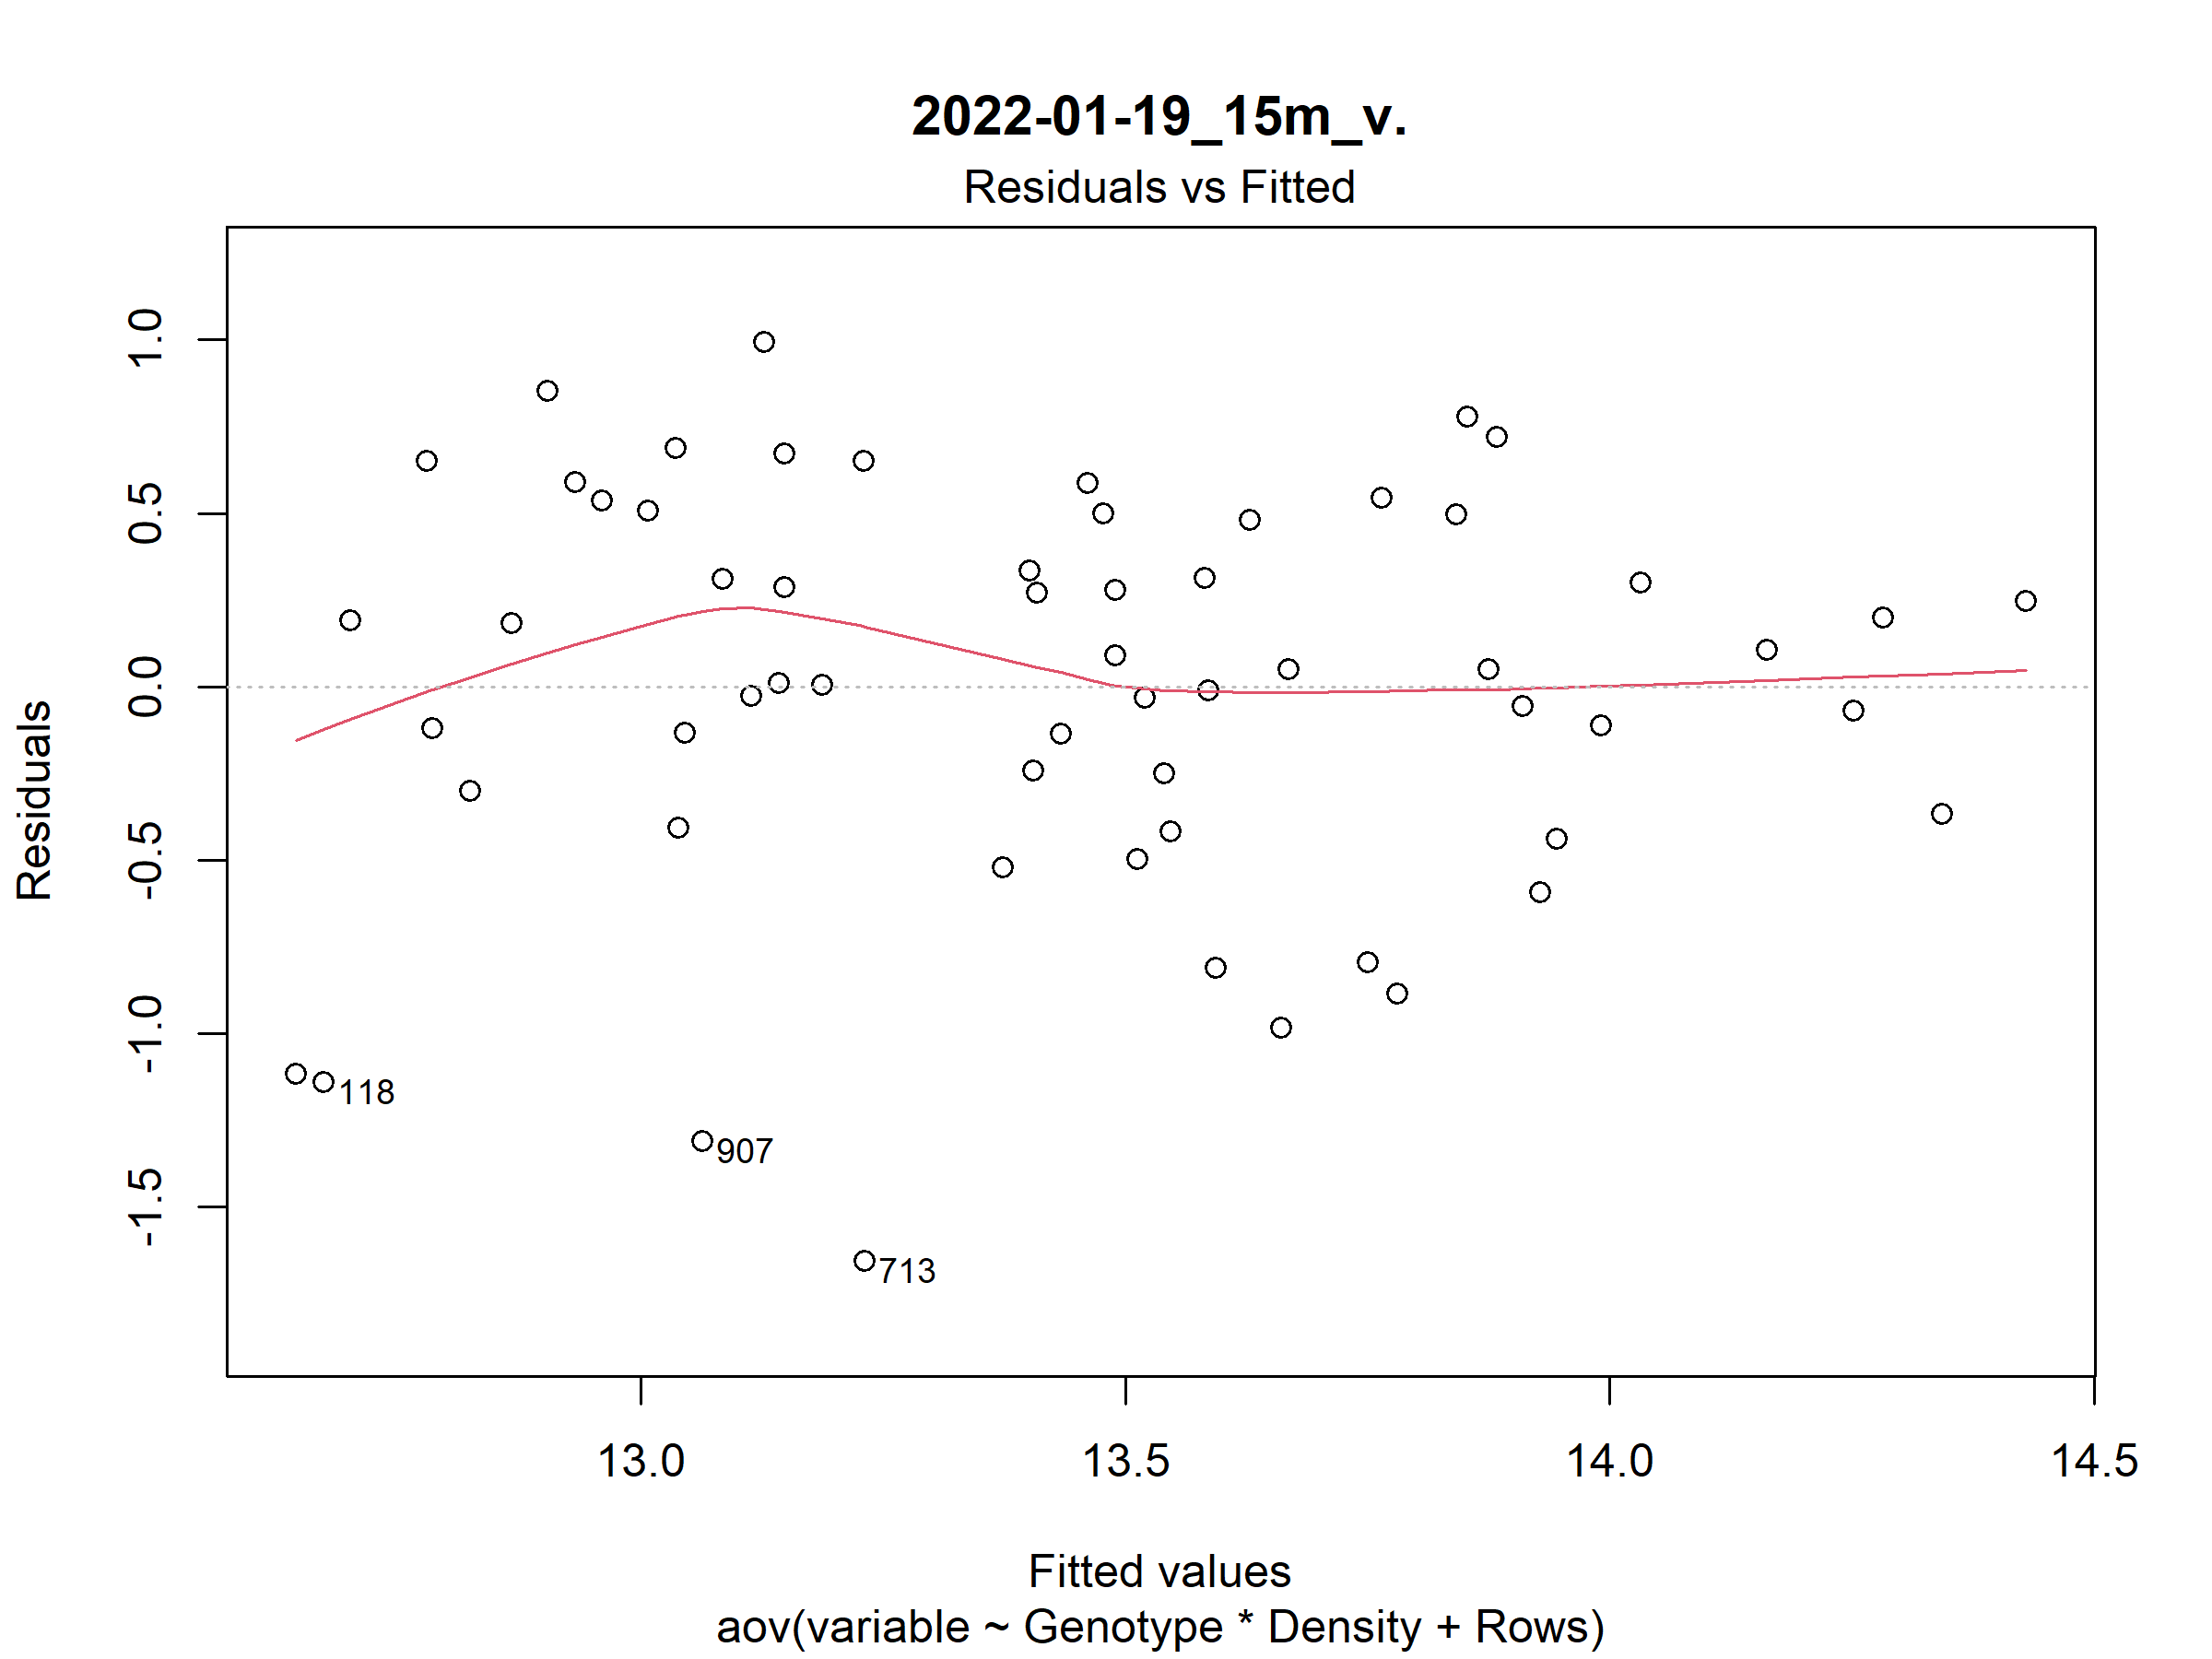 2022-01-19_15m_v.
Residuals vs Fitted
Residuals
1.0
0.5
0.0
-0.5
-1.0
-1.5
118
907
713
13.0 13.5 14.0 14.5
Fitted values
aov(variable ~ Genotype * Density + Rows)